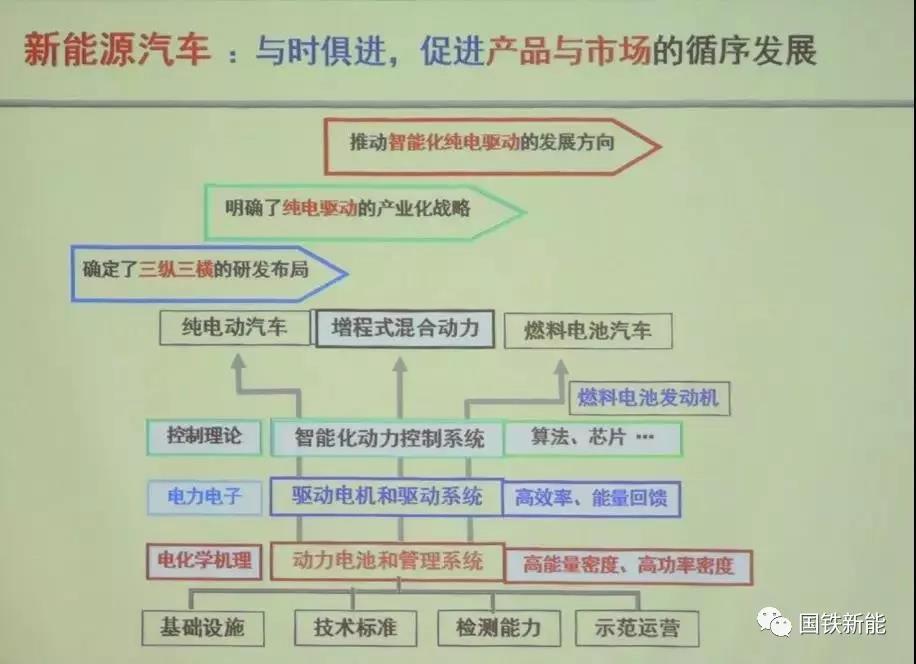 新能源汽车：与时俱进，促进产品与市场的循序发展
推动智能化纯电驱动的发展方向
明确了纯电驱动的产业化战略
确定了三纵三横的研发布局
纯电动汽车 增程式混合动力 燃料电池汽车
燃料电池发动机
控制理论 智能化动力控制系统 算法、芯片 …
电力电子 驱动电机和驱动系统 高效率、能量回馈
电化学机理 动力电池和管理系统 高能量密度、高功率密度
基础设施 技术标准 检测能力 示范运营
国铁新能